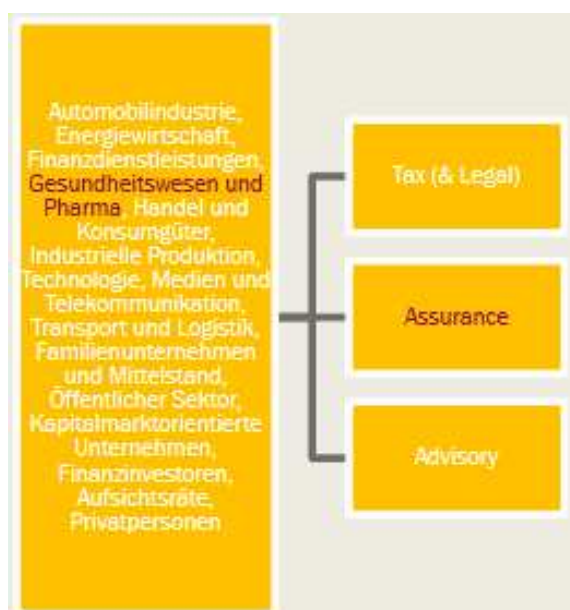 Automobilindustrie,
Energiewirtschaft,
Finanzdienstleistungen,
Gesundheitswesen und
Pharma, Handel und
Konsumgüter,
Industrielle Produktion,
Technologie, Medien und
Telekommunikation,
Transport und Logistik,
Familienunternehmen
und Mittelstand,
Öffentlicher Sektor,
Kapitalmarktorientierte
Unternehmen,
Finanzinvestoren,
Aufsichtsräte,
Privatpersonen
Tax (& Legal)
Assurance
Advisory